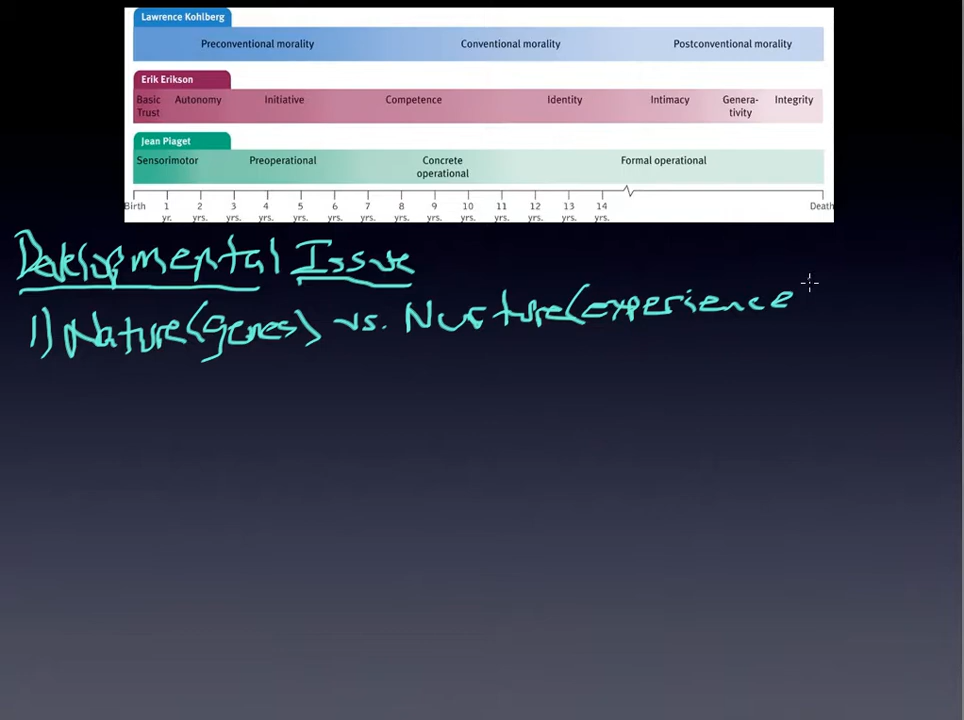 Lawrence Kohlberg
Preconventional morality Conventional morality Postconventional morality
Erik Erikson
Basic Trust Autonomy Initiative Competence Identity Intimacy Genera-tivity Integrity
Jean Piaget
Sensorimotor Preoperational Concrete operational Formal operational
Birth 1 yr. 2 yrs. 3 yrs. 4 yrs. 5 yrs. 6 yrs. 7 yrs. 8 yrs. 9 yrs. 10 yrs. 11 yrs. 12 yrs. 13 yrs. 14 yrs. Death
Developmental Issue
1) Nature(genes) vs. Nurture(experience